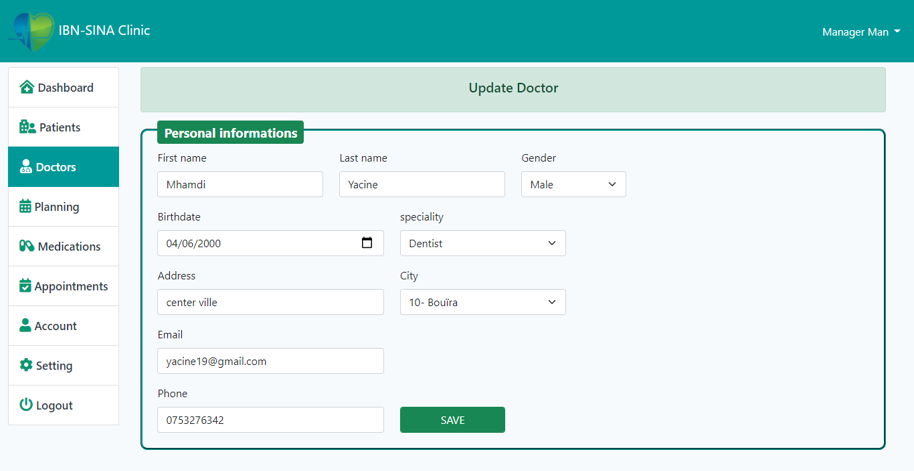 IBN-SINA Clinic
Manager Man
Dashboard
Patients
Doctors
Planning
Medications
Appointments
Account
Setting
Logout
Update Doctor
Personal informations
First name Last name Gender
Mhamdi Yacine Male
Birthdate speciality
04/06/2000 Dentist
Address City
center ville 10- Bouïra
Email
yacine19@gmail.com
Phone
0753276342 SAVE